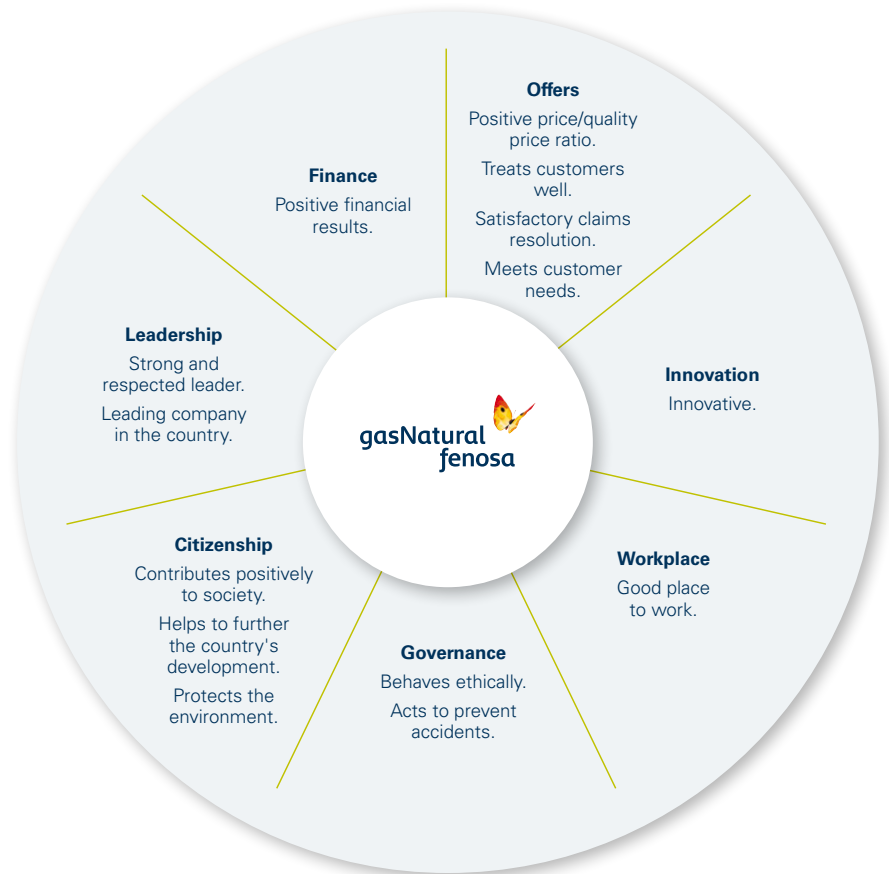 Offers
Positive price/quality
price ratio.
Treats customers
well.
Satisfactory claims
resolution.
Meets customer
needs.
Innovation
Innovative.
Workplace
Good place
to work.
Governance
Behaves ethically.
Acts to prevent
accidents.
Citizenship
Contributes positively
to society.
Helps to further
the country's
development.
Protects the
environment.
Leadership
Strong and
respected leader.
Leading company
in the country.
Finance
Positive financial
results.
gasNatural
fenosa